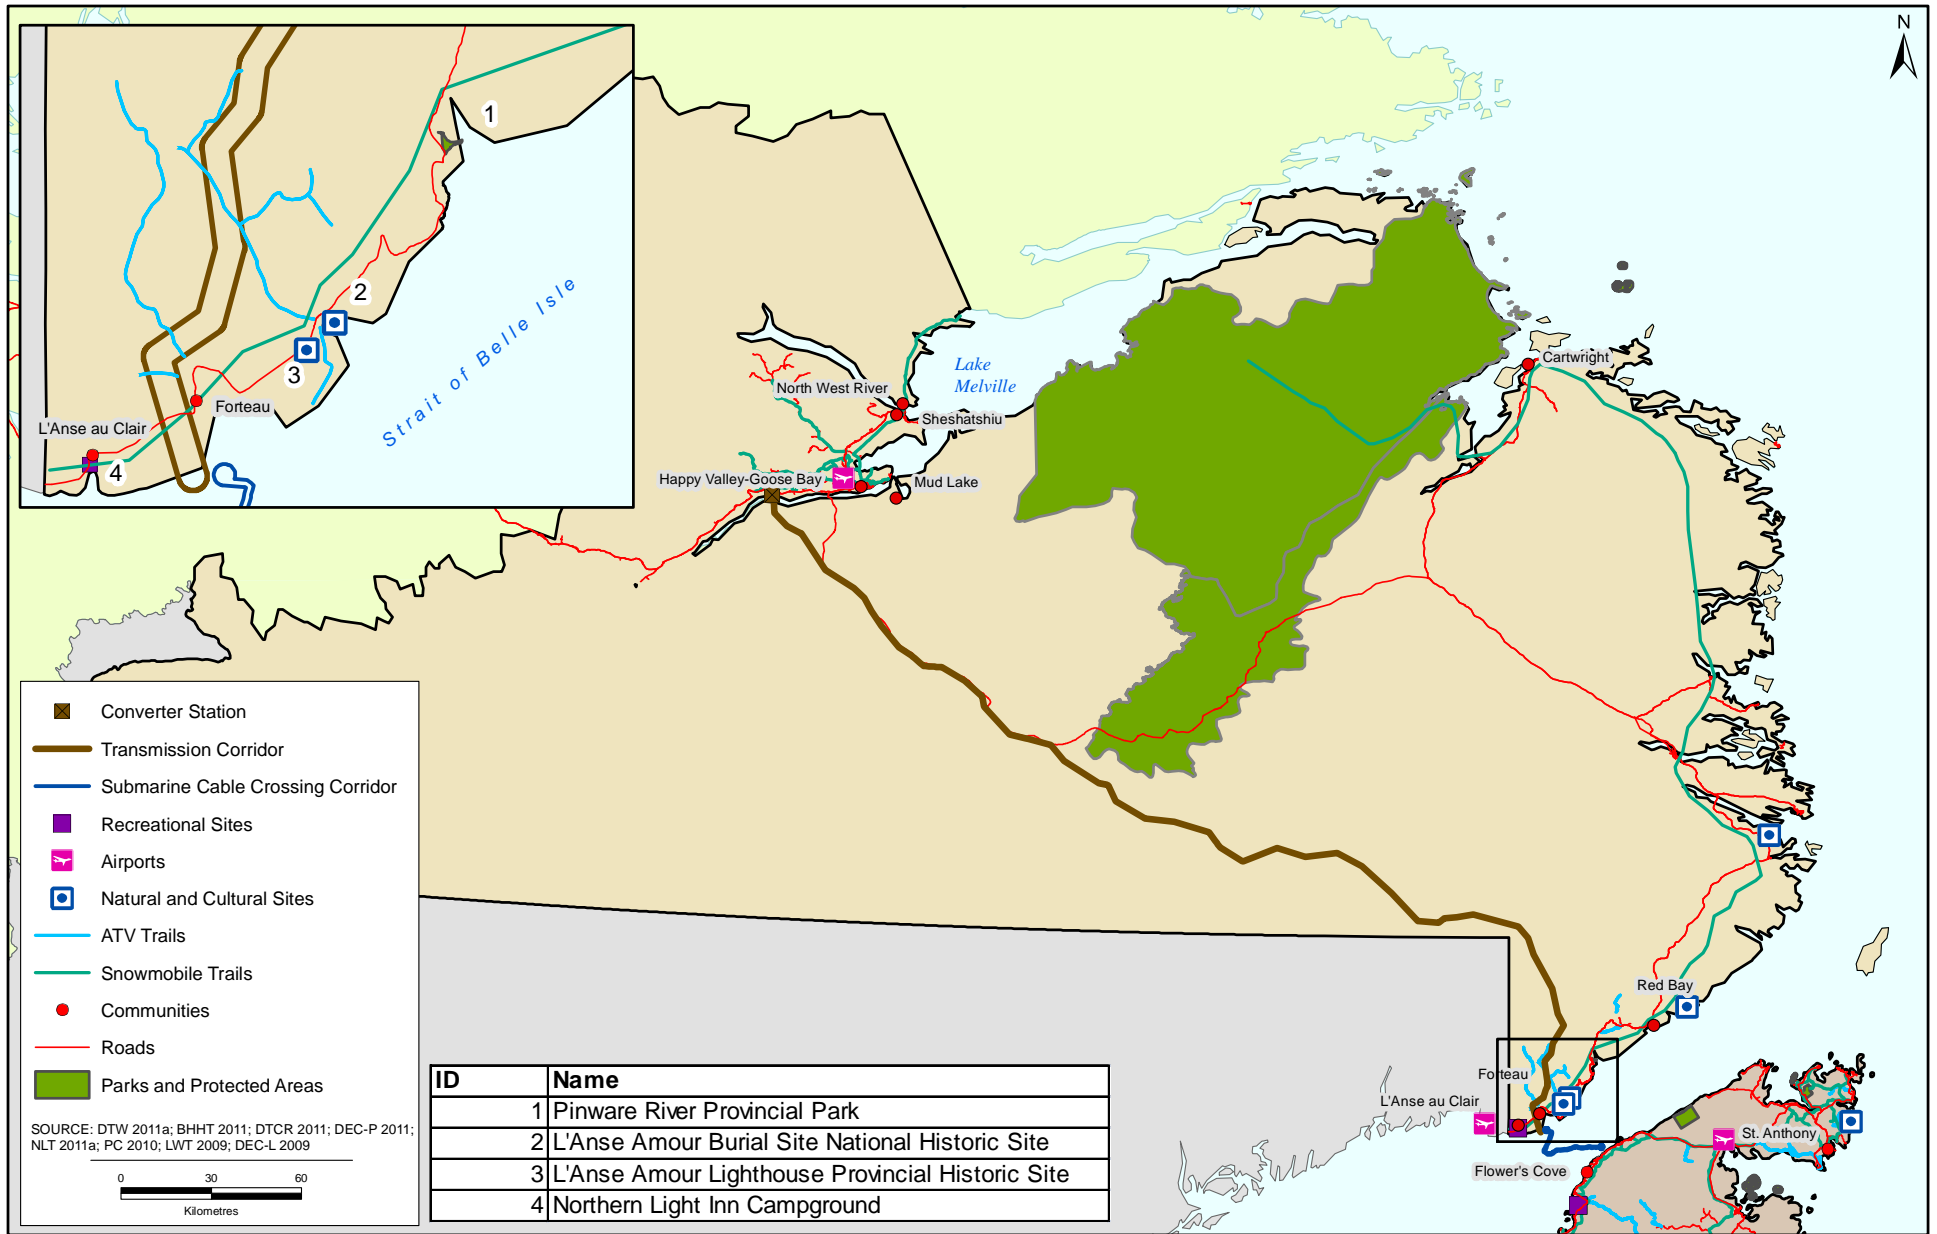 N
1
2
3
4
Strait of Belle Isle
Forteau
L'Anse au Clair
Lake
Melville
North West River
Sheshatshiu
Happy Valley-Goose Bay
Mud Lake
Cartwright
Red Bay
Forteau
L'Anse au Clair
St. Anthony
Flower's Cove
Converter Station
Transmission Corridor
Submarine Cable Crossing Corridor
Recreational Sites
Airports
Natural and Cultural Sites
ATV Trails
Snowmobile Trails
Communities
Roads
Parks and Protected Areas
SOURCE: DTW 2011a; BHHT 2011; DTCR 2011; DEC-P 2011;
NLT 2011a; PC 2010; LWT 2009; DEC-L 2009
0 30 60
Kilometres
ID Name
1 Pinware River Provincial Park
2 L'Anse Amour Burial Site National Historic Site
3 L'Anse Amour Lighthouse Provincial Historic Site
4 Northern Light Inn Campground